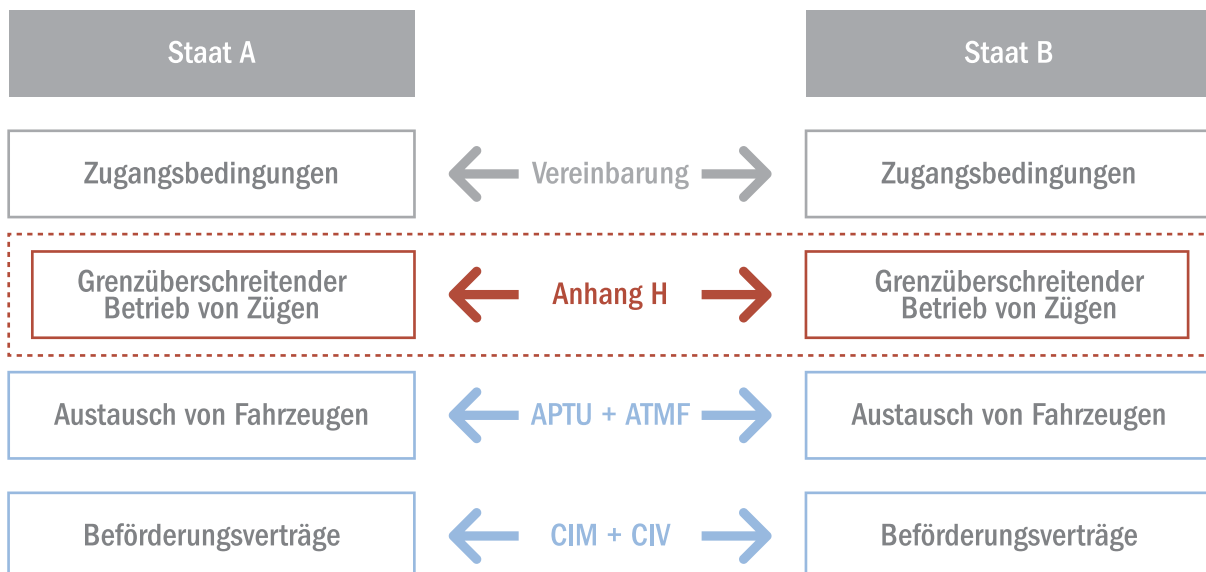 Staat A
Staat B
Zugangsbedingungen
Vereinbarung
Zugangsbedingungen
Grenzüberschreitender
Betrieb von Zügen
Anhang H
Grenzüberschreitender
Betrieb von Zügen
Austausch von Fahrzeugen
APTU + ATMF
Austausch von Fahrzeugen
Beförderungsverträge
CIM + CIV
Beförderungsverträge